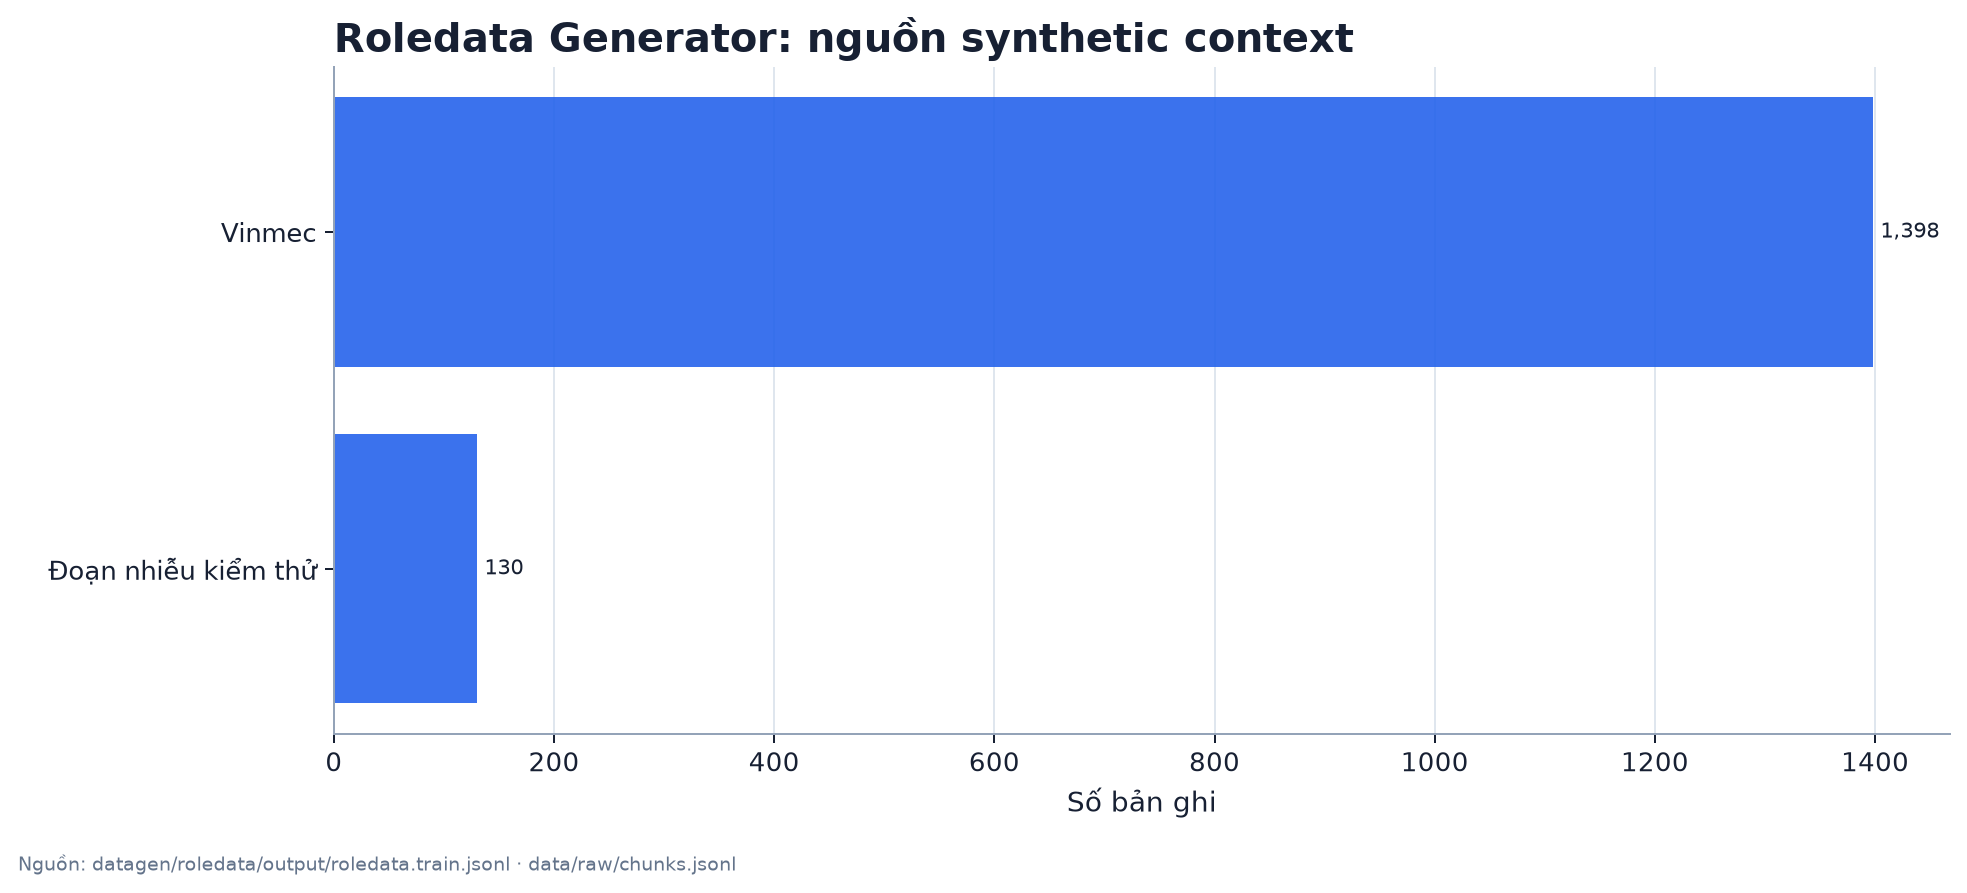 Roledata Generator: nguồn synthetic context
Vinmec
1,398
Đoạn nhiễu kiểm thử
130
0 200 400 600 800 1000 1200 1400
Số bản ghi
Nguồn: datagen/roledata/output/roledata.train.jsonl · data/raw/chunks.jsonl